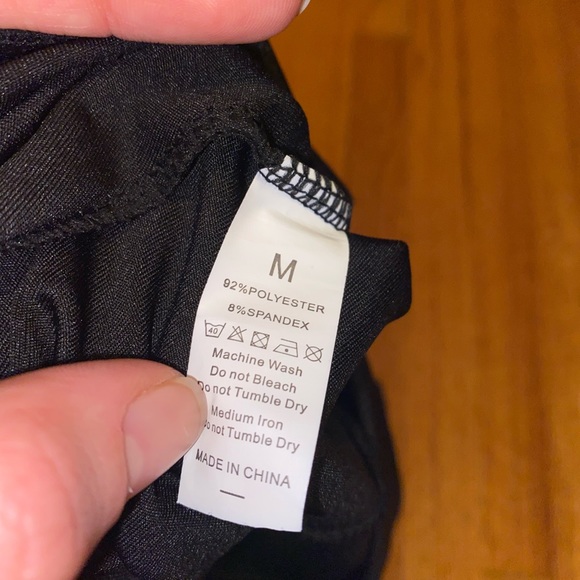 M
92%POLYESTER
8%SPANDEX
40
Machine Wash
Do not Bleach
Do not Tumble Dry
Medium Iron
Do not Tumble Dry
MADE IN CHINA